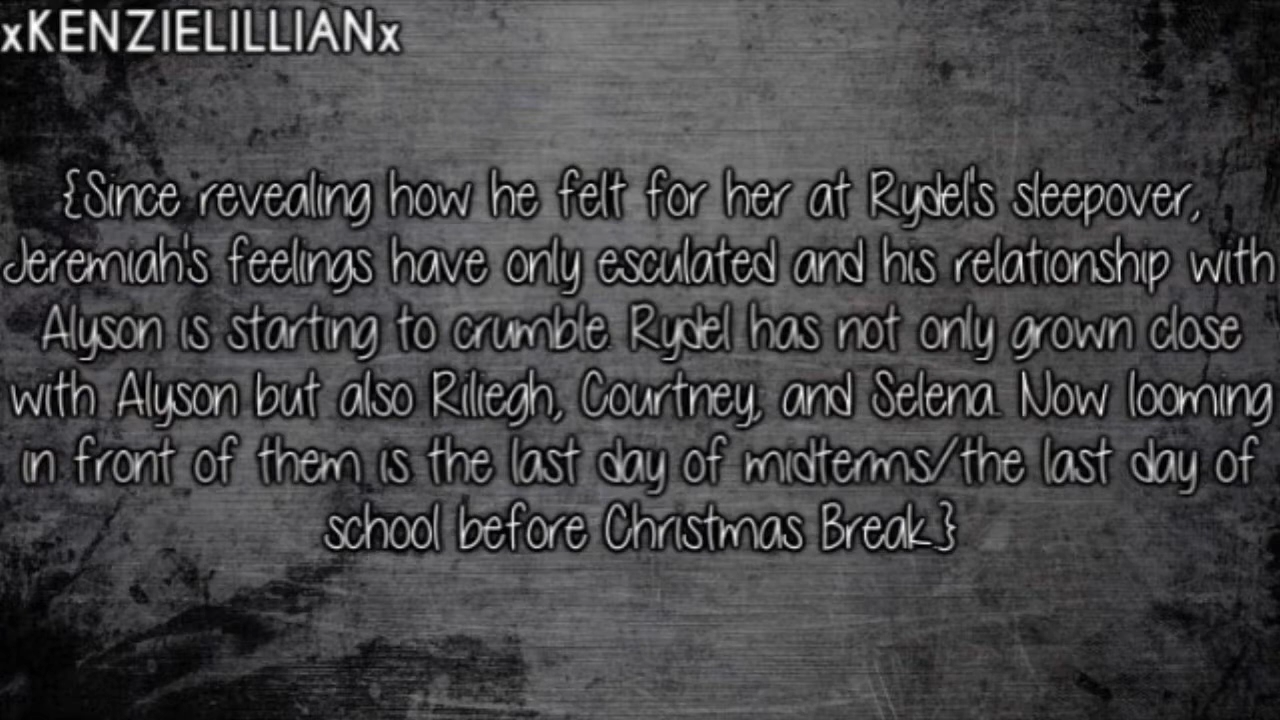 xKENZIELILLIANx
{Since revealing how he felt for her at Rydel's sleepover,
Jeremiah's feelings have only esculated and his relationship with
Alyson is starting to crumble. Rydel has not only grown close
with Alyson but also Riliegh, Courtney, and Selena. Now looming
in front of them is the last day of midterms/the last day of
school before Christmas Break.}